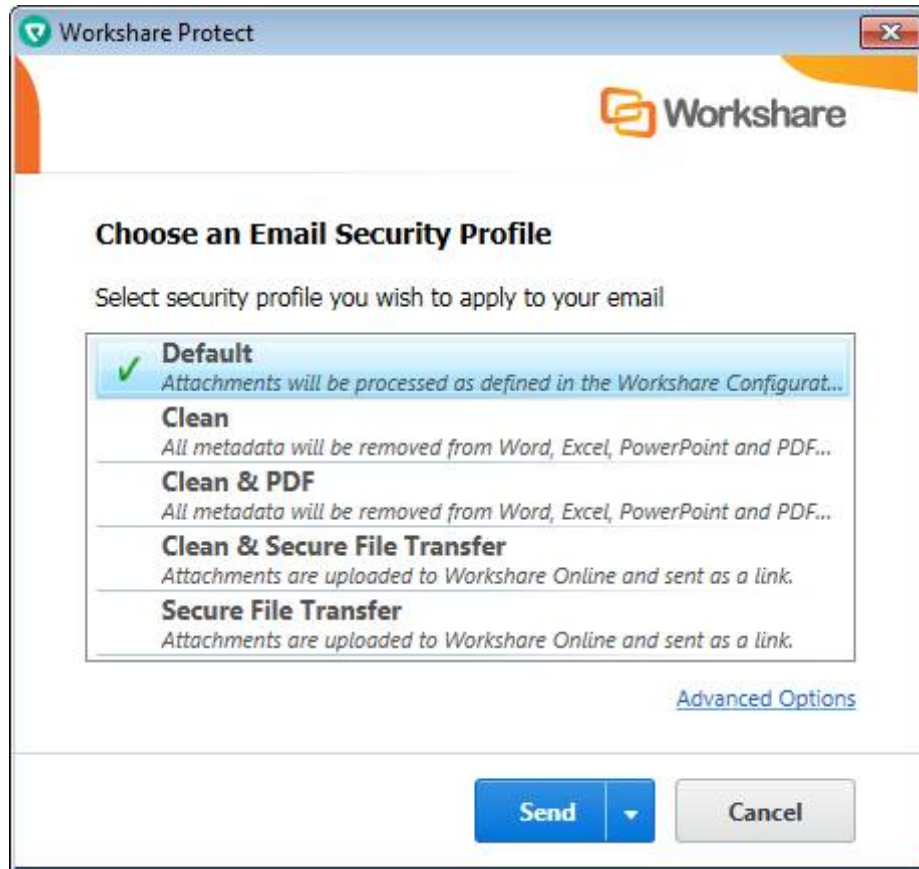 Workshare Protect
Workshare
Choose an Email Security Profile
Select security profile you wish to apply to your email
Default
Attachments will be processed as defined in the Workshare Configurat...
Clean
All metadata will be removed from Word, Excel, PowerPoint and PDF...
Clean & PDF
All metadata will be removed from Word, Excel, PowerPoint and PDF...
Clean & Secure File Transfer
Attachments are uploaded to Workshare Online and sent as a link.
Secure File Transfer
Attachments are uploaded to Workshare Online and sent as a link.
Advanced Options
Send
Cancel